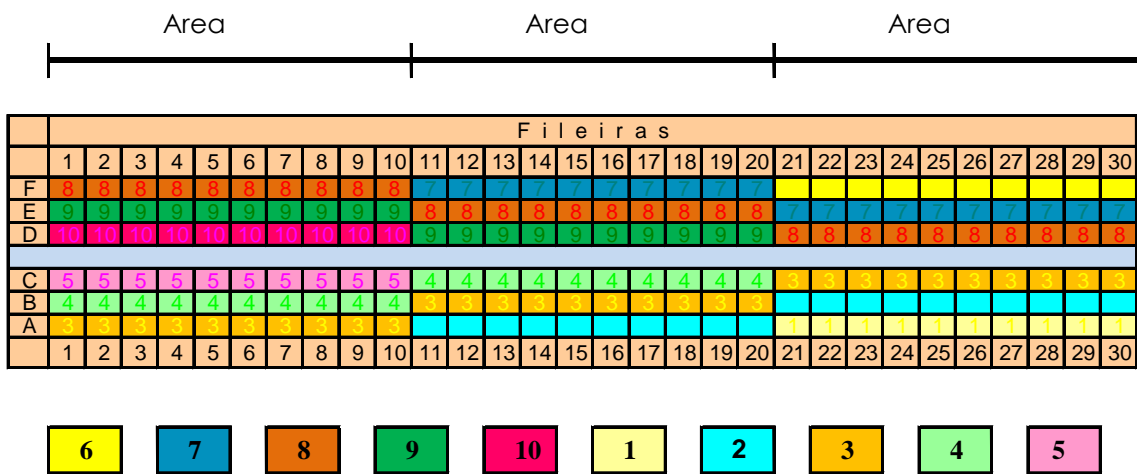 Area Area Area
F i l e i r a s
1 2 3 4 5 6 7 8 9 10 11 12 13 14 15 16 17 18 19 20 21 22 23 24 25 26 27 28 29 30
F 8 8 8 8 8 8 8 8 8 8 7 7 7 7 7 7 7 7 7 7
E 9 9 9 9 9 9 9 9 9 9 8 8 8 8 8 8 8 8 8 8 7 7 7 7 7 7 7 7 7 7
D 10 10 10 10 10 10 10 10 10 10 9 9 9 9 9 9 9 9 9 9 8 8 8 8 8 8 8 8 8 8
C 5 5 5 5 5 5 5 5 5 5 4 4 4 4 4 4 4 4 4 4 3 3 3 3 3 3 3 3 3 3
B 4 4 4 4 4 4 4 4 4 4 3 3 3 3 3 3 3 3 3 3
A 3 3 3 3 3 3 3 3 3 3 1 1 1 1 1 1 1 1 1 1
1 2 3 4 5 6 7 8 9 10 11 12 13 14 15 16 17 18 19 20 21 22 23 24 25 26 27 28 29 30
6 7 8 9 10 1 2 3 4 5